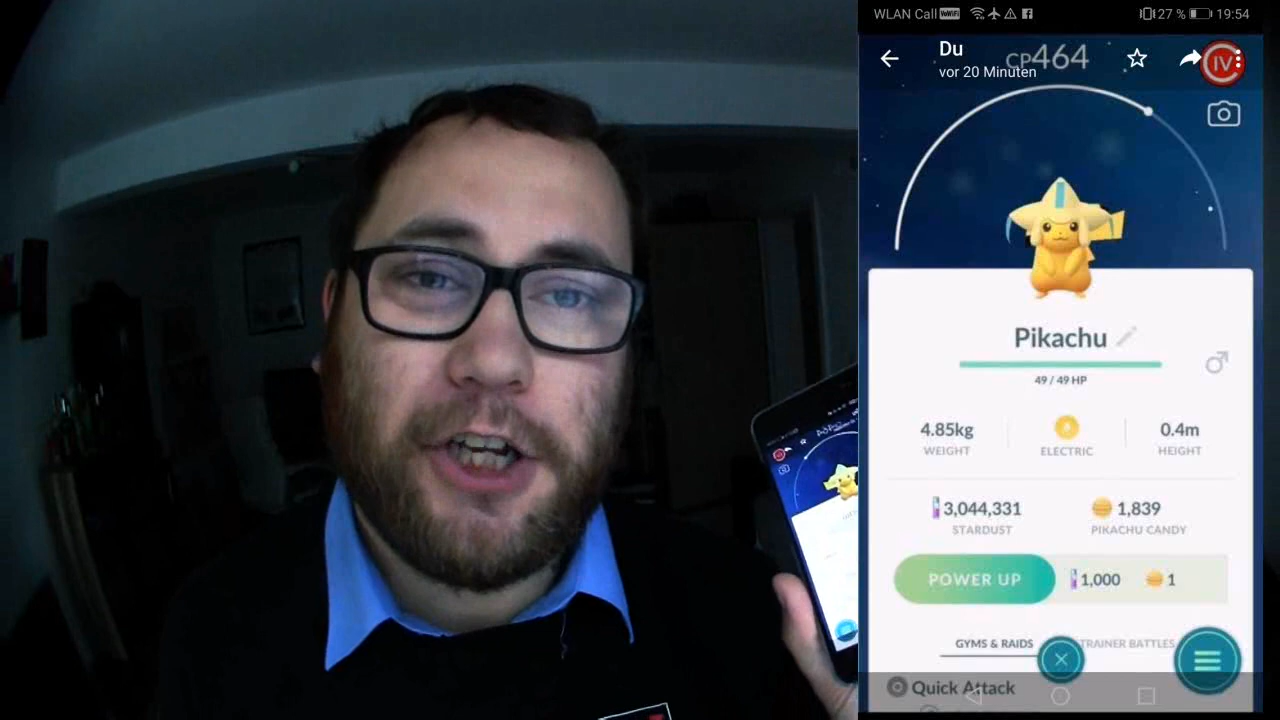 WLAN Call VoWiFi 27 % 19:54
Du
vor 20 Minuten
CP464
IV
Pikachu
49 / 49 HP
4.85kg
WEIGHT
ELECTRIC
0.4m
HEIGHT
3,044,331
STARDUST
1,839
PIKACHU CANDY
POWER UP 1,000 1
GYMS & RAIDS TRAINER BATTLES
Quick Attack